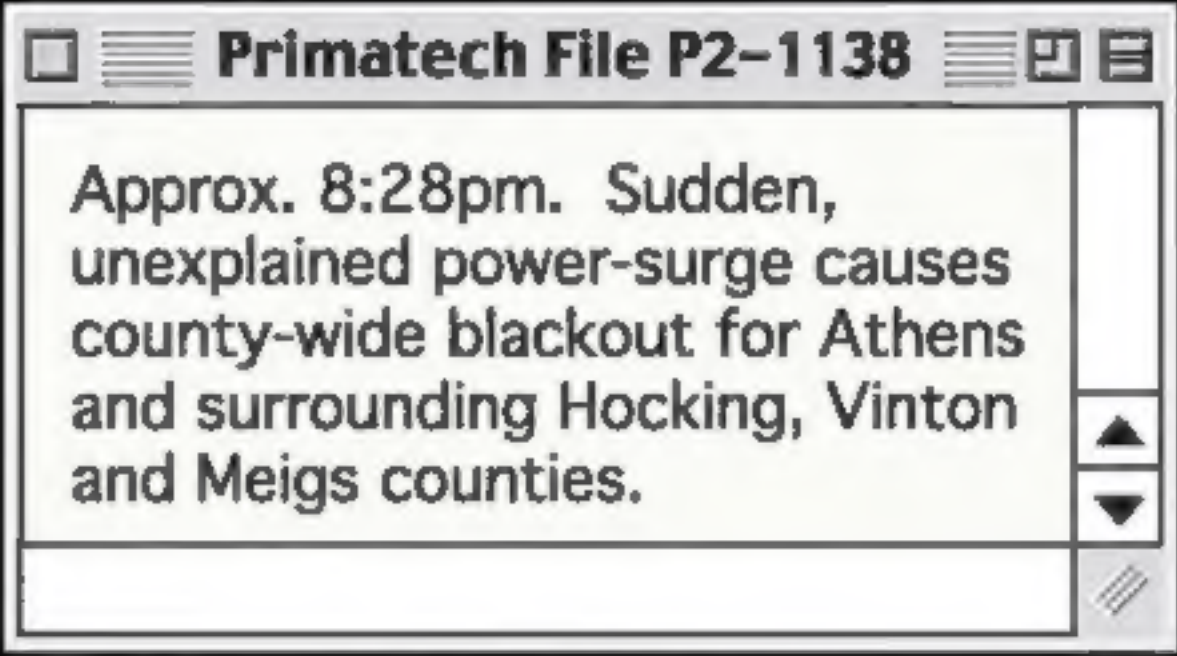 Primatech File P2-1138
Approx. 8:28pm.  Sudden,
unexplained power-surge causes
county-wide blackout for Athens
and surrounding Hocking, Vinton
and Meigs counties.